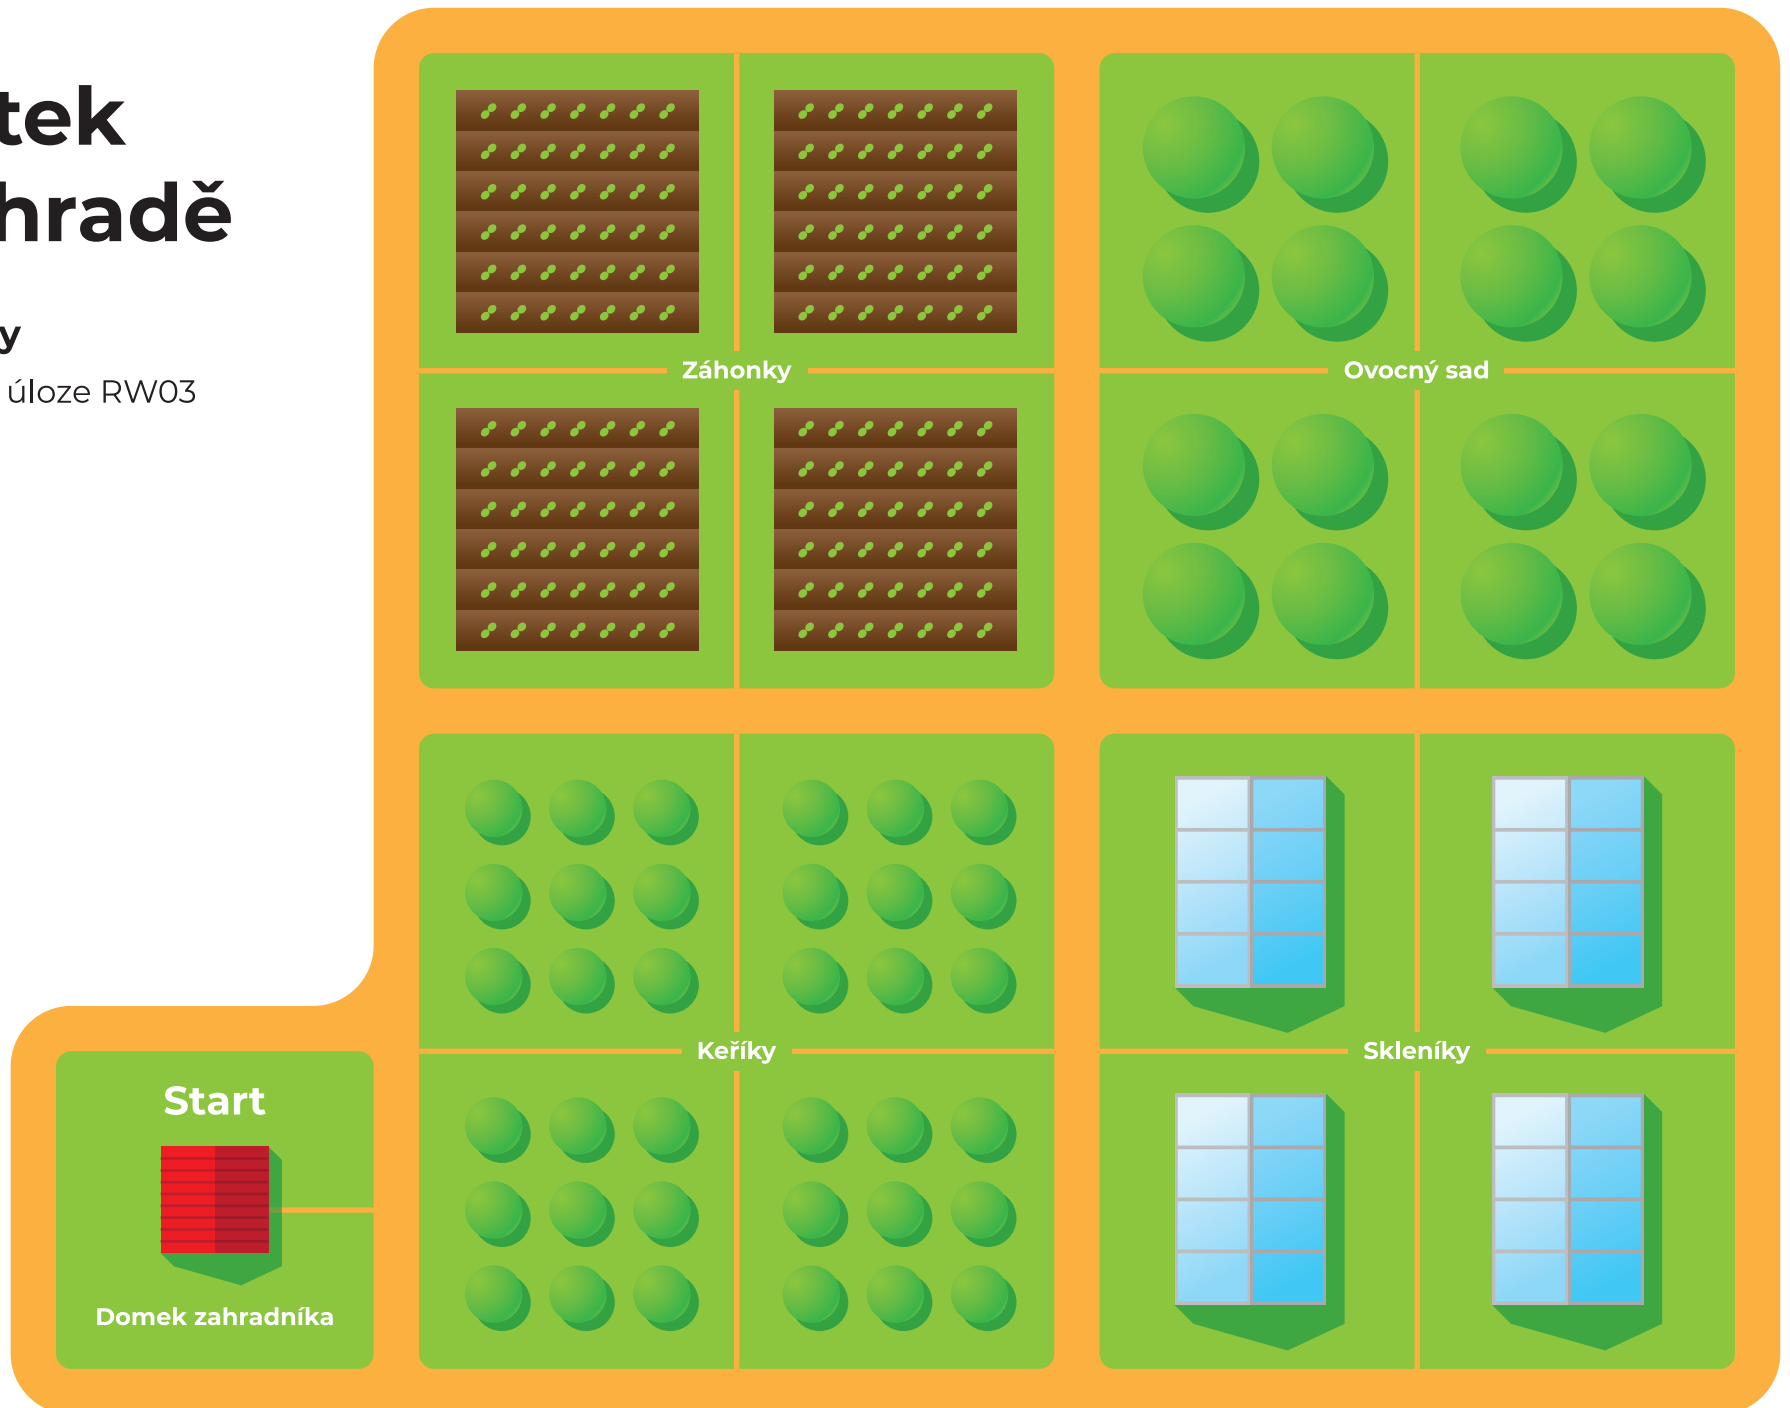 tek
hradě
y
úloze RW03
Záhonky
Ovocný sad
Keříky
Skleníky
Start
Domek zahradníka